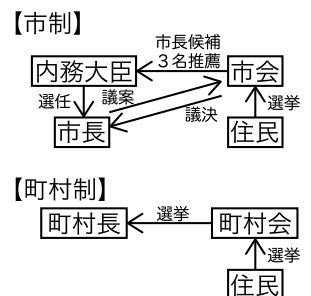 【市制】
市長候補
３名推薦
内務大臣
市会
選任
議案
議決
選挙
市長
住民
【町村制】
町村長
選挙
町村会
選挙
住民